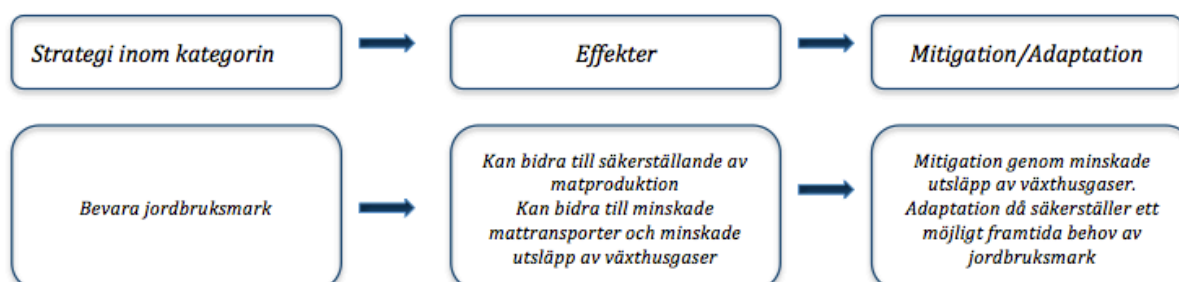 Strategi inom kategorin
Effekter
Mitigation/Adaptation
Bevara jordbruksmark
Kan bidra till säkerställande av
matproduktion
Kan bidra till minskade
mattransporter och minskade
utsläpp av växthusgaser
Mitigation genom minskade
utsläpp av växthusgaser.
Adaptation då säkerställer ett
möjligt framtida behov av
jordbruksmark